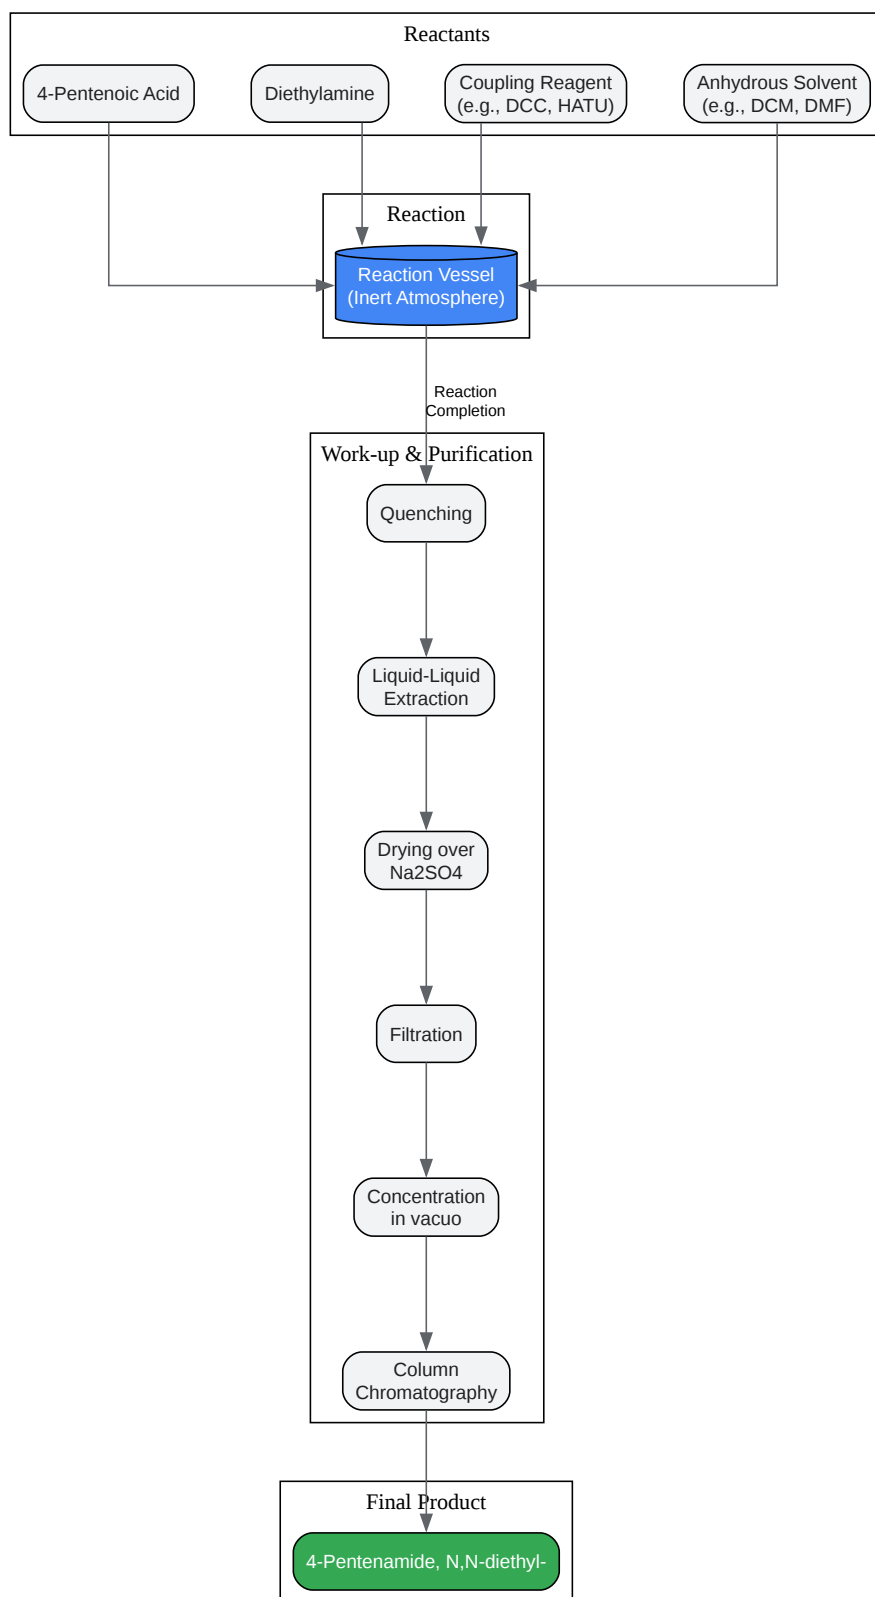 Reactants
4-Pentenoic Acid
Diethylamine
Coupling Reagent
(e.g., DCC, HATU)
Anhydrous Solvent
(e.g., DCM, DMF)
Reaction
Reaction Vessel
(Inert Atmosphere)
Reaction
Completion
Work-up & Purification
Quenching
Liquid-Liquid
Extraction
Drying over
Na2SO4
Filtration
Concentration
in vacuo
Column
Chromatography
Final Product
4-Pentenamide, N,N-diethyl-